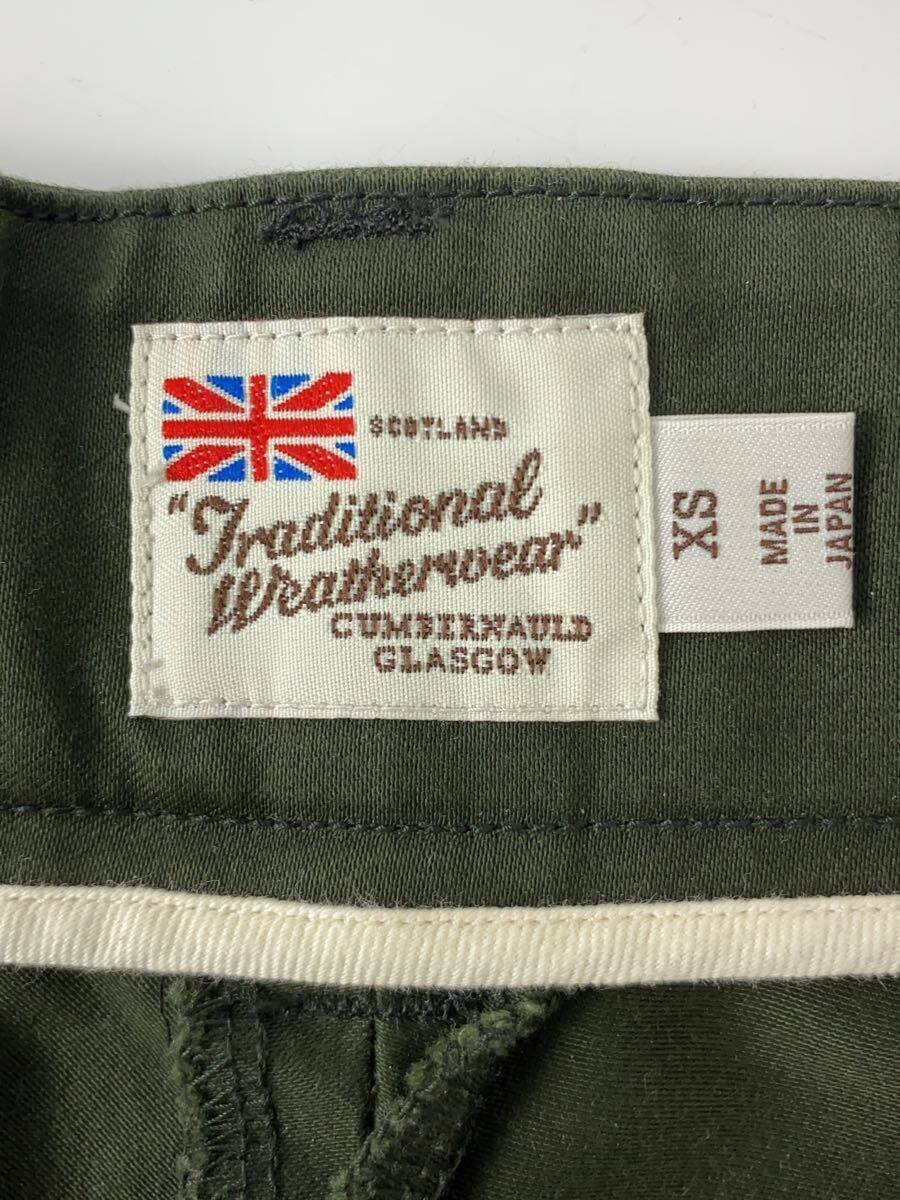 SCOTLAND
"Traditional
Weatherwear"
CUMBERNAULD
GLASGOW
XS
MADE
IN
JAPAN